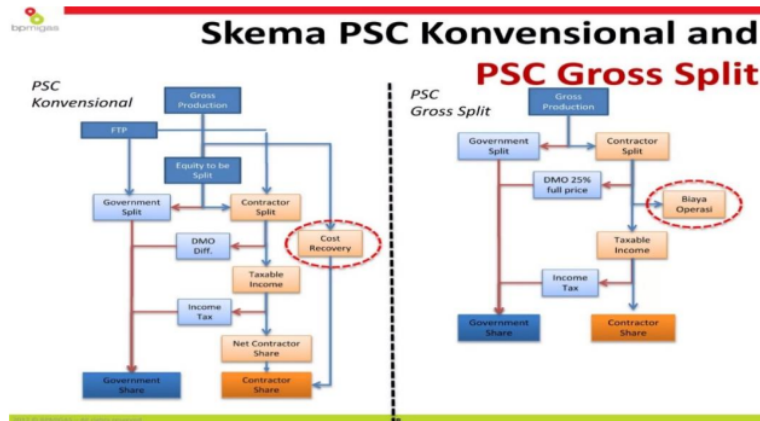 bpmigas
Skema PSC Konvensional and
PSC Gross Split
PSC
Konvensional
Gross
Production
FTP
Equity to be
Split
Government
Split
Contractor
Split
DMO
Diff.
Cost
Recovery
Taxable
Income
Income
Tax
Net Contractor
Share
Government
Share
Contractor
Share
PSC
Gross Split
Gross
Production
Government
Split
Contractor
Split
DMO 25%
full price
Biaya
Operasi
Taxable
Income
Income
Tax
Government
Share
Contractor
Share